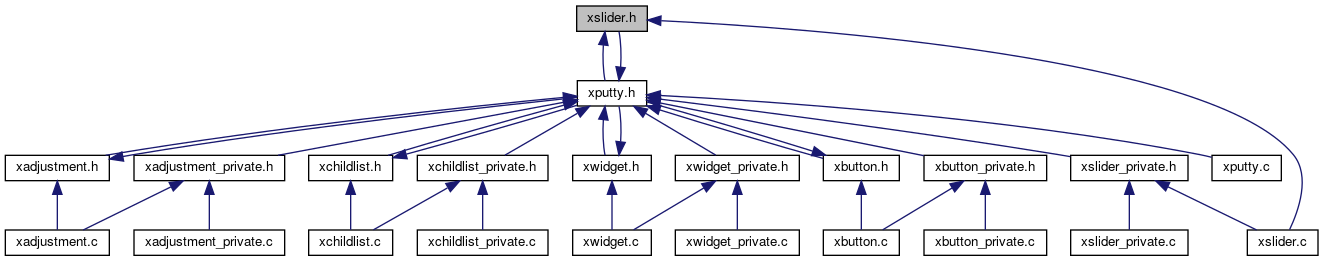 xslider.h
xputty.h
xadjustment.h
xadjustment_private.h
xchildlist.h
xchildlist_private.h
xwidget.h
xwidget_private.h
xbutton.h
xbutton_private.h
xslider_private.h
xputty.c
xadjustment.c
xadjustment_private.c
xchildlist.c
xchildlist_private.c
xwidget.c
xwidget_private.c
xbutton.c
xbutton_private.c
xslider_private.c
xslider.c